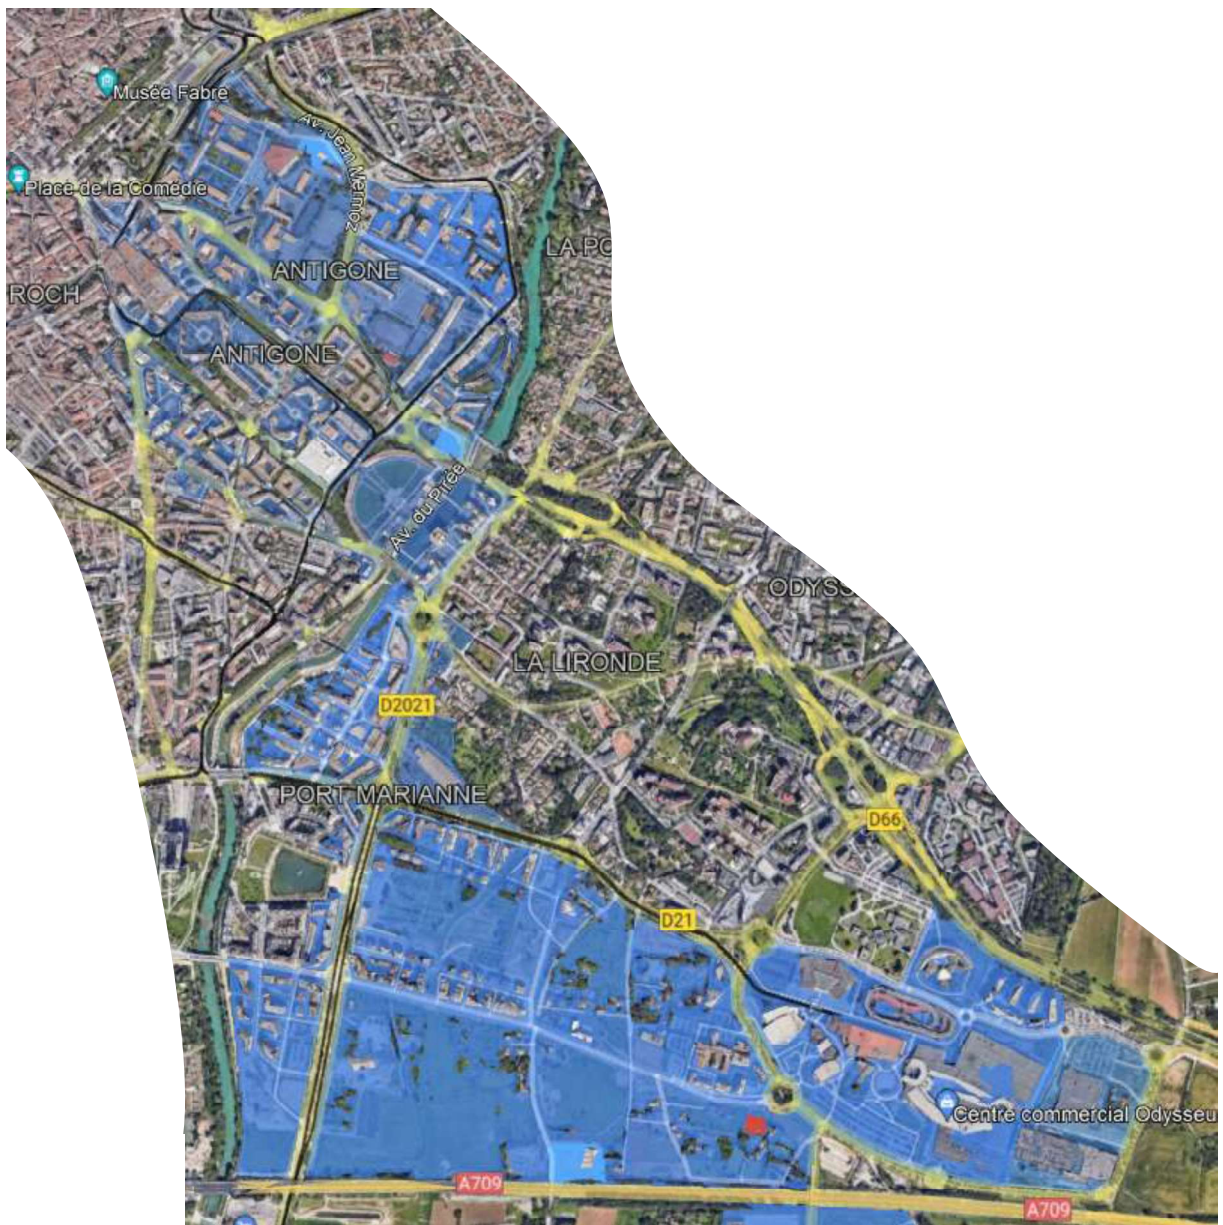 Musée Fabre
Av. Jean Mermoz
Place de la Comédie
LA PO
ANTIGONE
ROCH
ANTIGONE
Av. du Pirée
ODYSS
LA LIRONDE
D2021
PORT MARIANNE
D66
D21
Centre commercial Odysseu
A709
A709